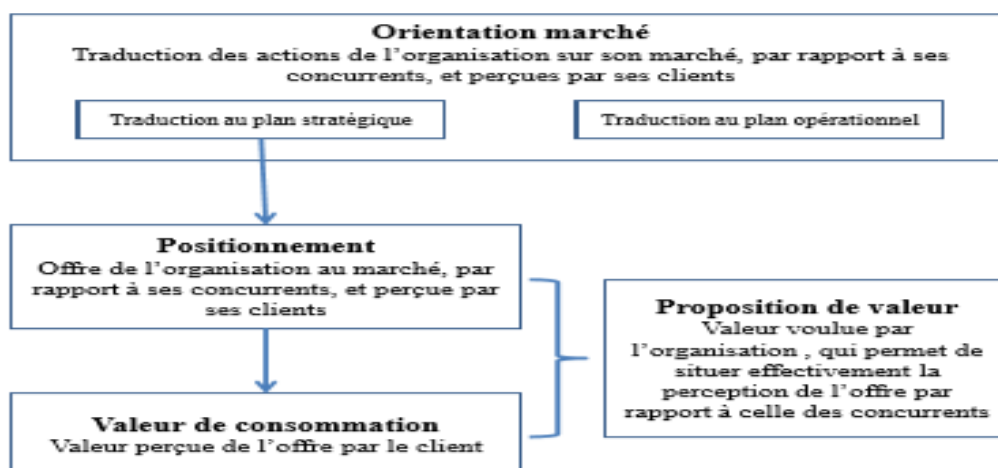 Orientation marché
Traduction des actions de l'organisation sur son marché, par rapport à ses
concurrents, et perçues par ses clients
Traduction au plan stratégique
Traduction au plan opérationnel
Positionnement
Offre de l'organisation au marché, par
rapport à ses concurrents, et perçue par
ses clients
Proposition de valeur
Valeur voulue par
l'organisation , qui permet de
situer effectivement la
perception de l'offre par
rapport à celle des concurrents
Valeur de consommation
Valeur perçue de l'offre par le client